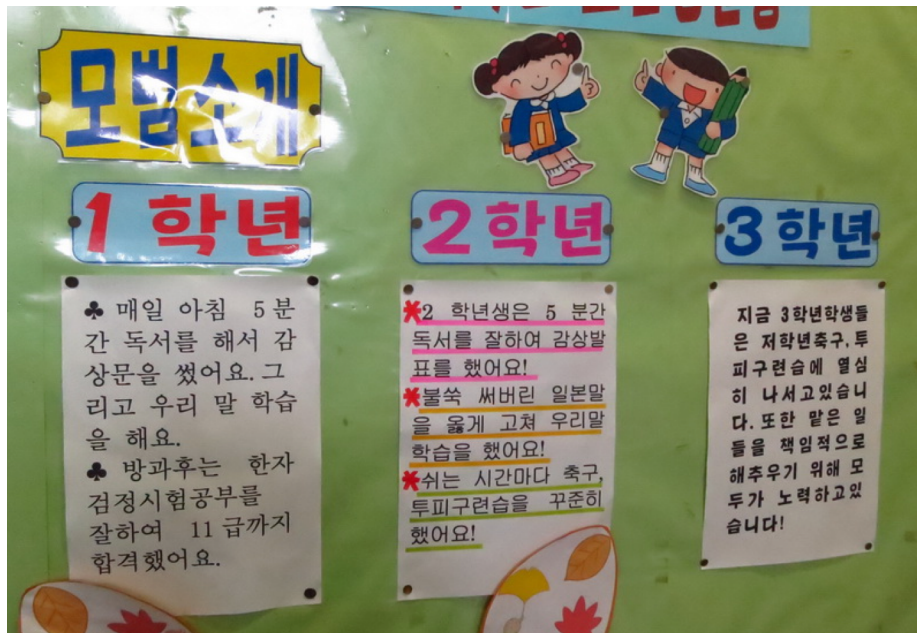 모범소개
1학년
♣ 매일 아침 5분
간 독서를 해서 감
상문을 썼어요. 그
리고 우리 말 학습
을 해요.
♣ 방과후는 한자
검정시험공부를
잘하여 11급까지
합격했어요.
2학년
2 학년생은 5 분간
독서를 잘하여 감상발
표를 했어요!
불쑥 써버린 일본말
을 옳게 고쳐 우리말
학습을 했어요!
쉬는 시간마다 축구,
투피구련습을 꾸준히
했어요!
3학년
지금 3학년학생들
은 저학년축구, 투
피구련습에 열심
히 나서고있습니
다. 또한 맡은 일
들을 책임적으로
해추우기 위해 모
두가 노력하고있
습니다!